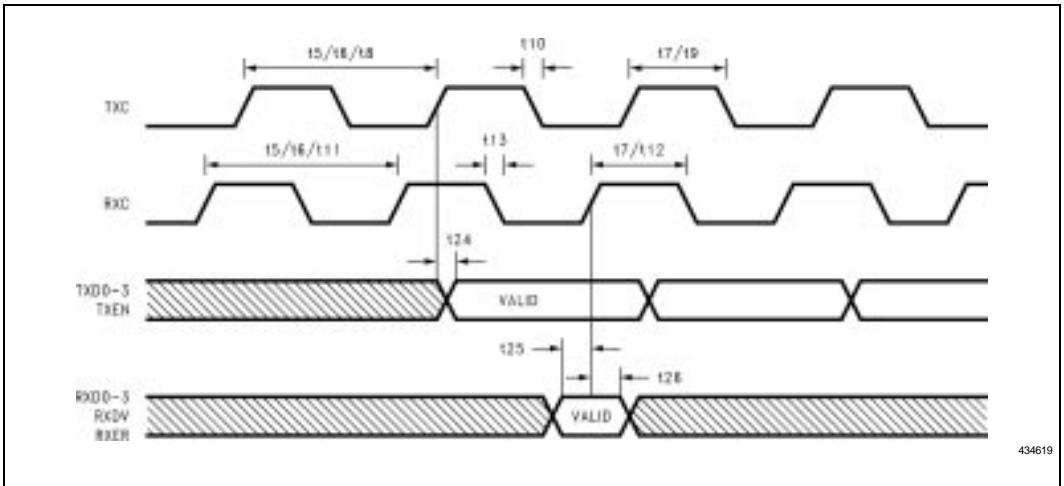 t5/t6/t8
t10
t7/t9
TXC
t5/t6/t11
t13
t7/t12
RXC
t24
TXD0-3
TXEN
VALID
t25
t26
RXD0-3
RXDV
RXER
VALID
434619